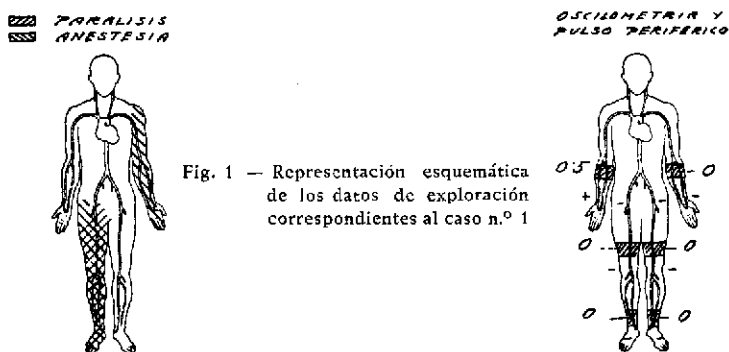 PARALISIS
ANESTESIA
OSCILOMETRIA Y
PULSO PERIFERICO
Fig. 1 — Representación esquemática
de los datos de exploración
correspondientes al caso n.º 1
0.5 0
+ -
- -
0 0
- -
0 0